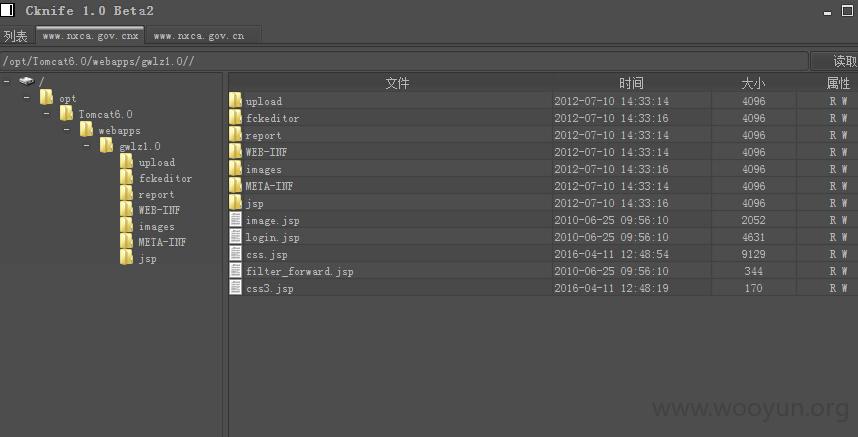 Cknife 1.0 Beta2
列表 www.nxca.gov.cnx www.nxca.gov.cn
/opt/Tomcat6.0/webapps/gwlz1.0// 读取
/
opt
Tomcat6.0
webapps
gwlz1.0
upload
fckeditor
report
WEB-INF
images
META-INF
jsp
文件 时间 大小 属性
upload 2012-07-10 14:33:14 4096 R W
fckeditor 2012-07-10 14:33:16 4096 R W
report 2012-07-10 14:33:14 4096 R W
WEB-INF 2012-07-10 14:33:14 4096 R W
images 2012-07-10 14:33:16 4096 R W
META-INF 2012-07-10 14:33:14 4096 R W
jsp 2012-07-10 14:33:16 4096 R W
image.jsp 2010-06-25 09:56:10 2052 R W
login.jsp 2010-06-25 09:56:10 4631 R W
css.jsp 2016-04-11 12:48:54 9129 R W
filter_forward.jsp 2010-06-25 09:56:10 344 R W
css3.jsp 2016-04-11 12:48:19 170 R W
www.wooyun.org